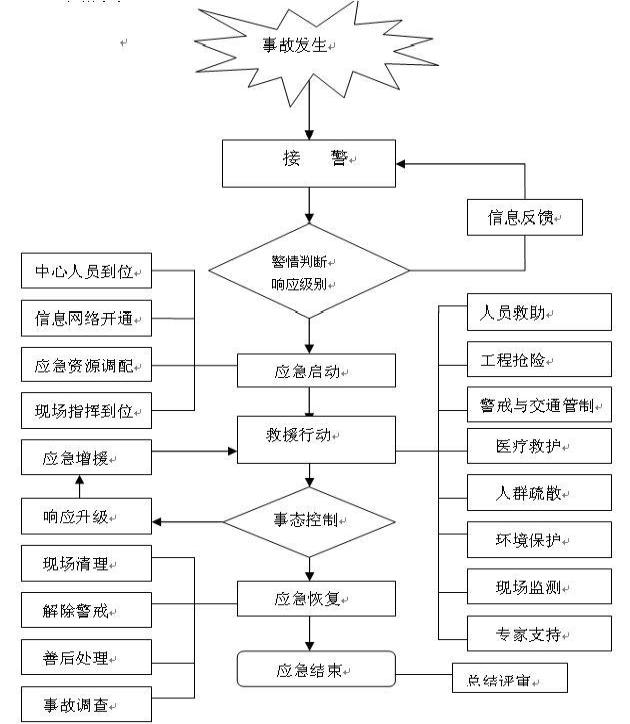 事故发生
接 警
信息反馈
警情判断
响应级别
中心人员到位
信息网络开通
应急资源调配
现场指挥到位
应急启动
人员救助
工程抢险
警戒与交通管制
医疗救护
人群疏散
环境保护
现场监测
专家支持
救援行动
应急增援
响应升级
事态控制
现场清理
解除警戒
善后处理
事故调查
应急恢复
应急结束
总结评审